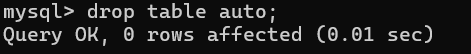 mysql> drop table auto;
Query OK, 0 rows affected (0.01 sec)